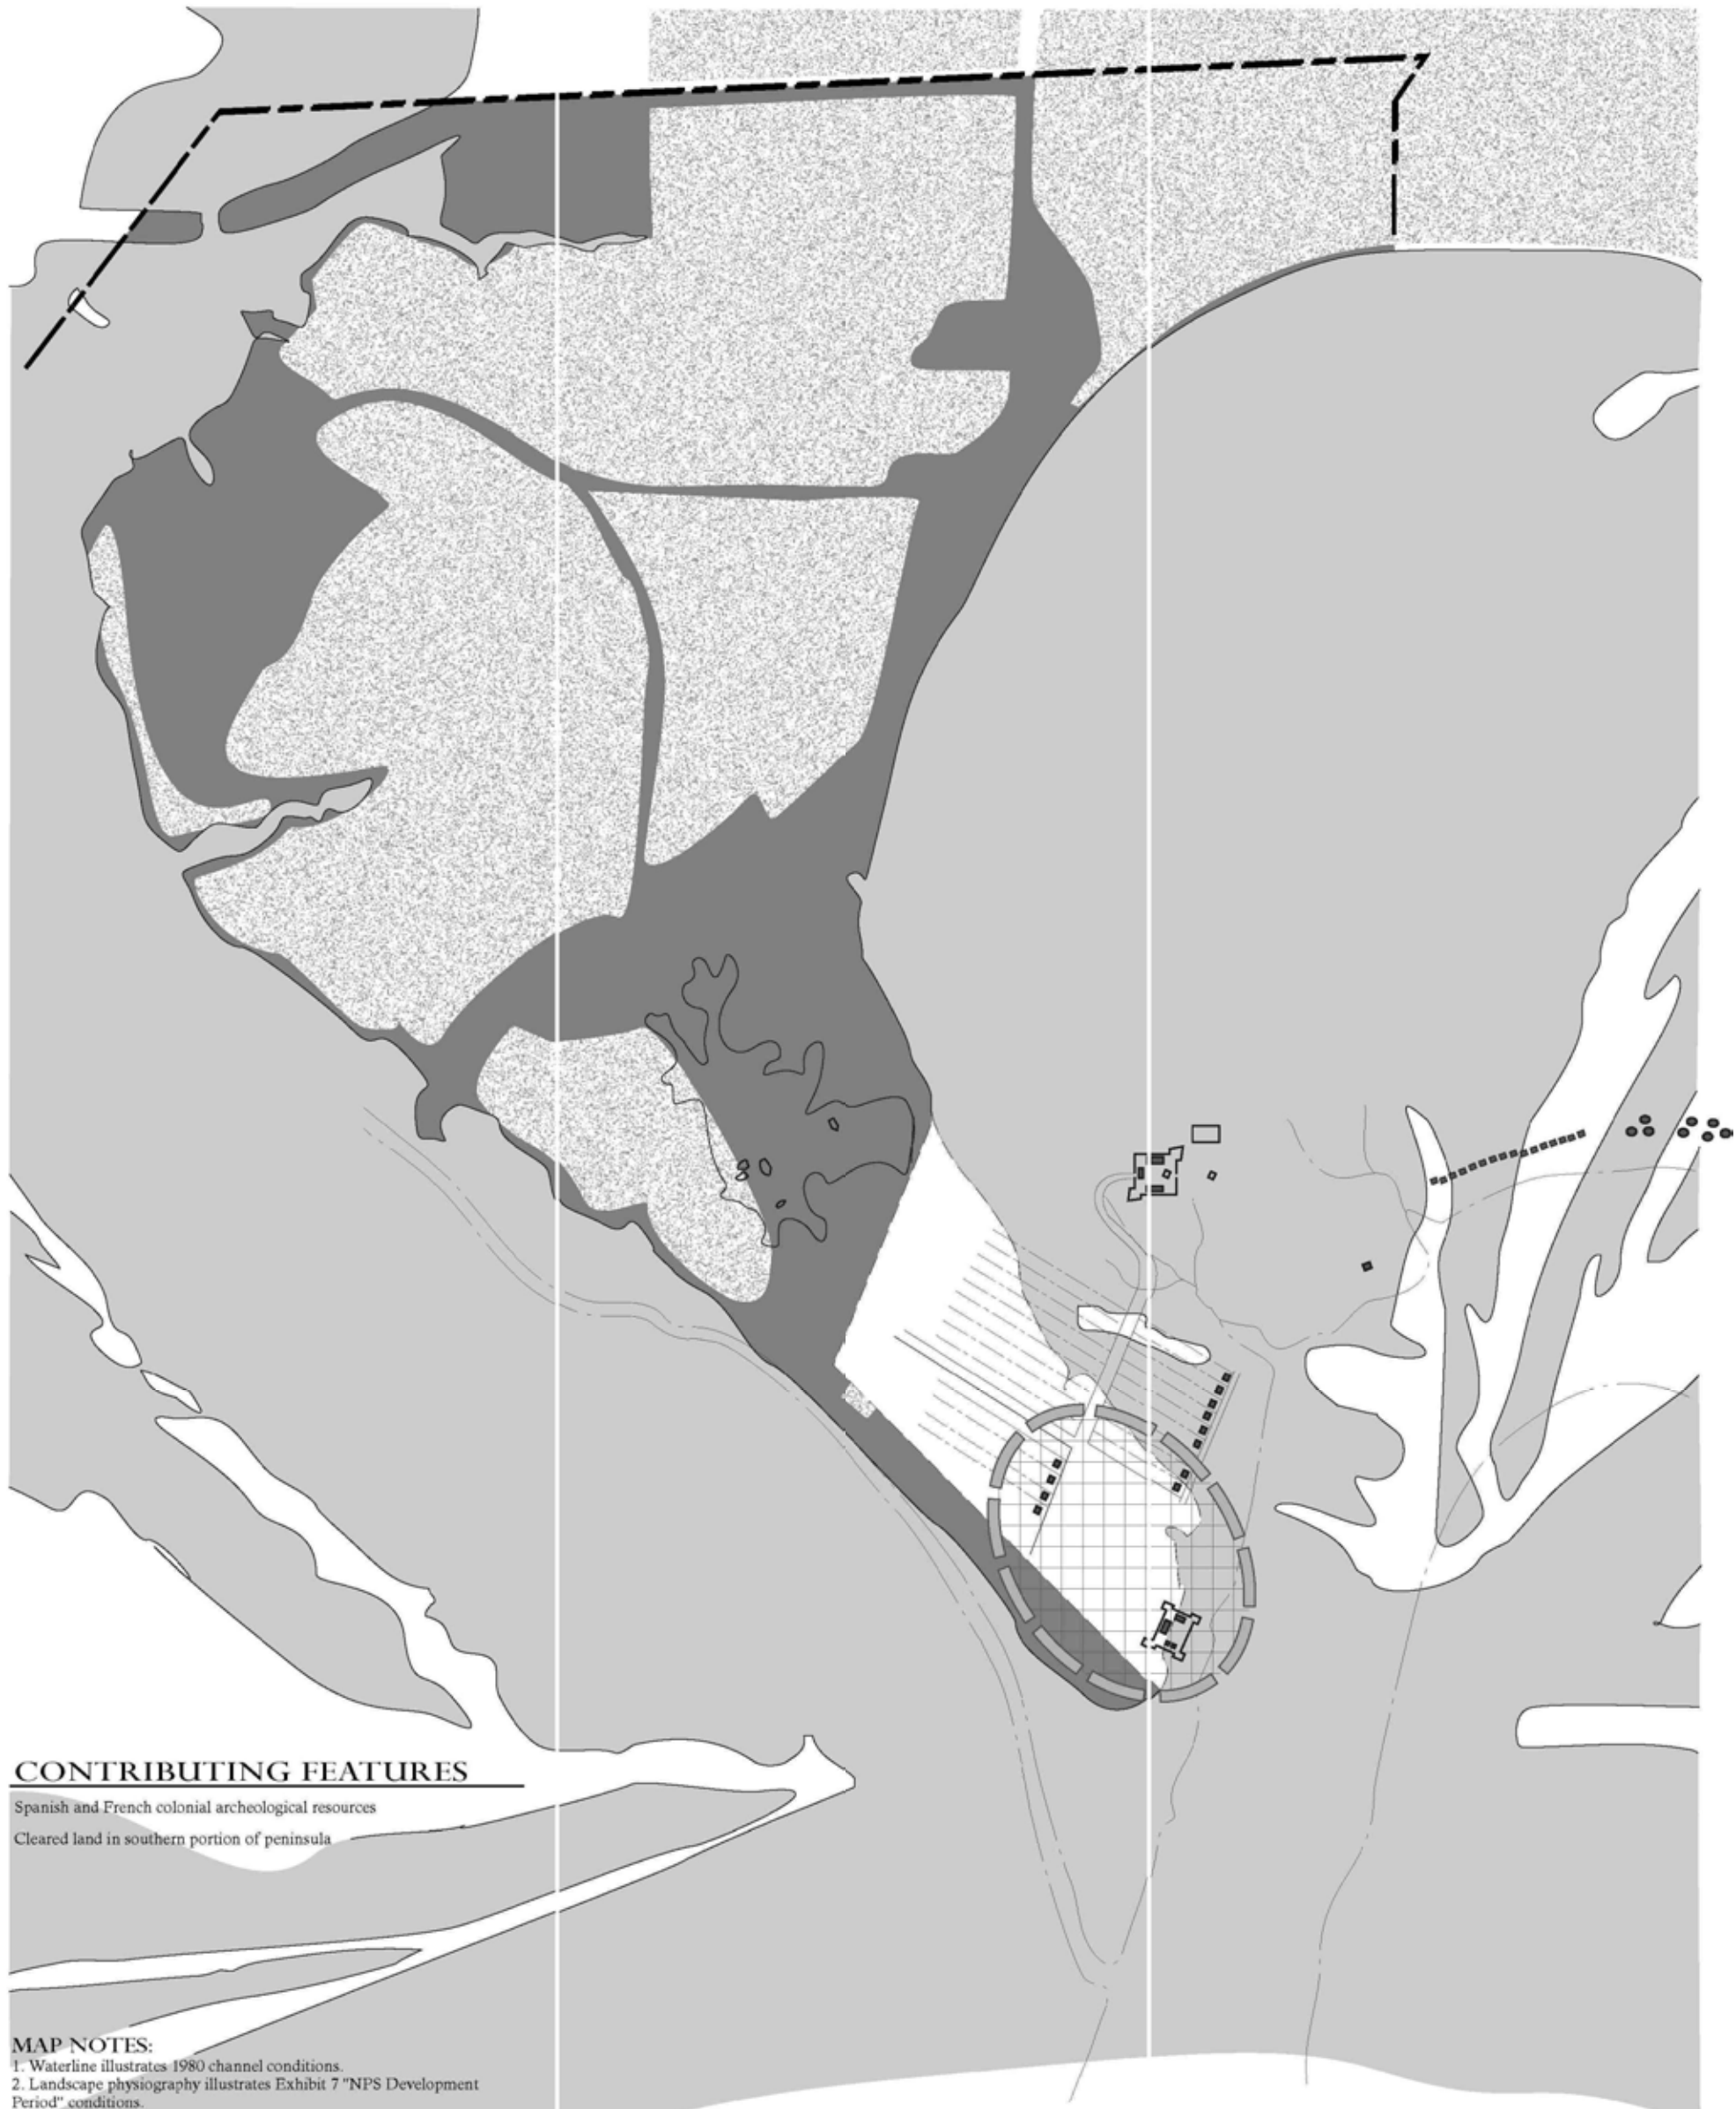 CONTRIBUTING FEATURES
Spanish and French colonial archeological resources
Cleared land in southern portion of peninsula
MAP NOTES:
1. Waterline illustrates 1980 channel conditions.
2. Landscape physiography illustrates Exhibit 7 "NPS Development
Period" conditions.